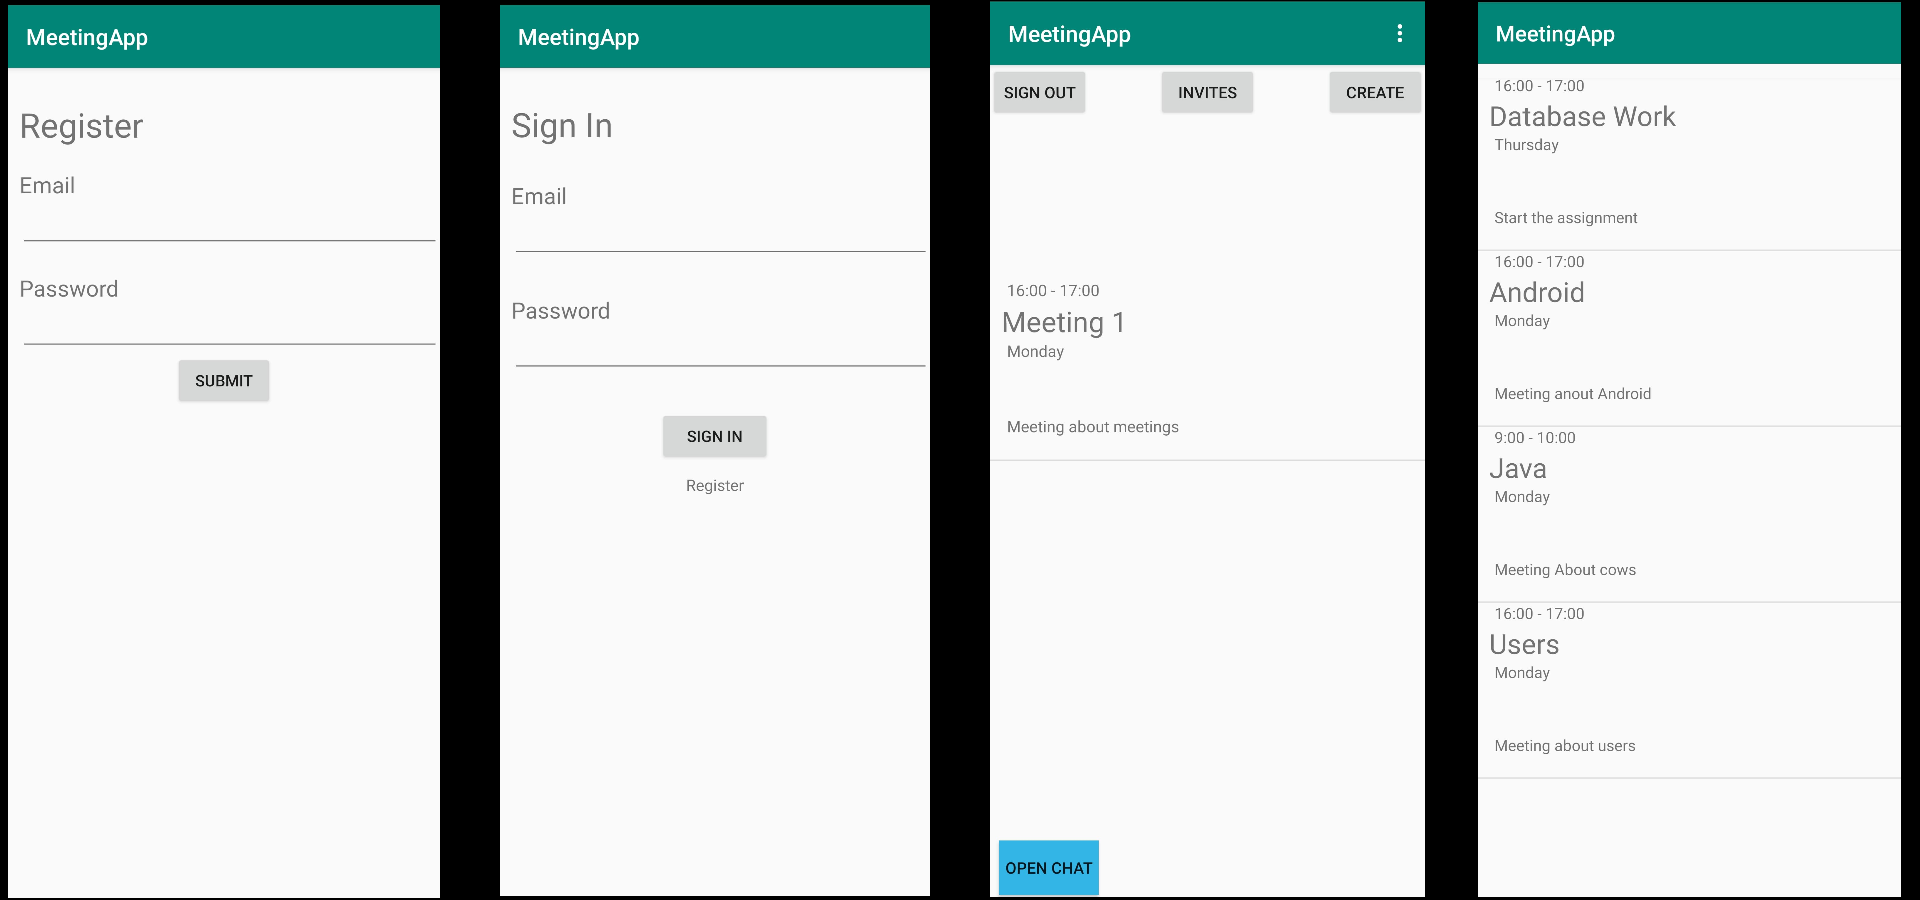 MeetingApp
Register
Email
Password
SUBMIT
MeetingApp
Sign In
Email
Password
SIGN IN
Register
MeetingApp
SIGN OUT INVITES CREATE
16:00 - 17:00
Meeting 1
Monday
Meeting about meetings
OPEN CHAT
MeetingApp
16:00 - 17:00
Database Work
Thursday
Start the assignment
16:00 - 17:00
Android
Monday
Meeting anout Android
9:00 - 10:00
Java
Monday
Meeting About cows
16:00 - 17:00
Users
Monday
Meeting about users